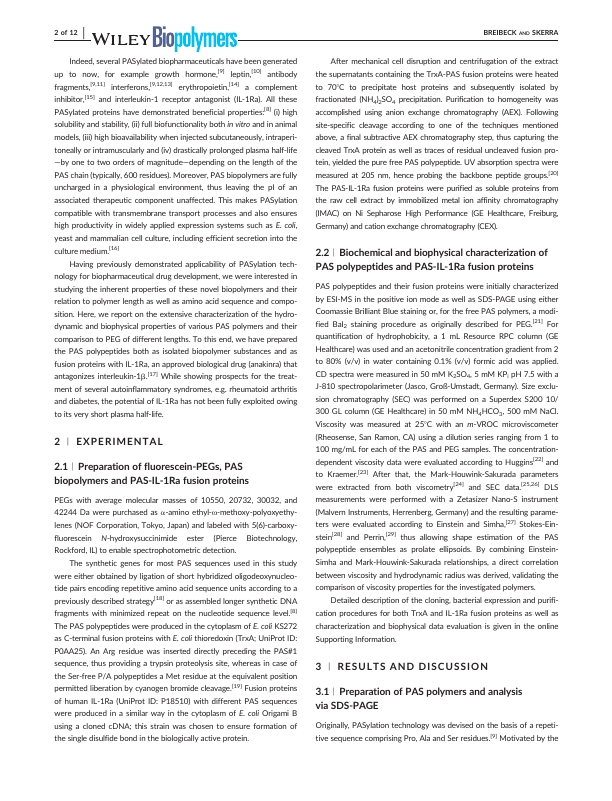 2 of 12 WILEY Biopolymers BREIBECK AND SKERRA
Indeed, several PASylated biopharmaceuticals have been generated
up to now, for example growth hormone,[9] leptin,[10] antibody
fragments,[9,11] interferons,[9,12,13] erythropoietin,[14] a complement
inhibitor,[15] and interleukin-1 receptor antagonist (IL-1Ra). All these
PASylated proteins have demonstrated beneficial properties:[8] (i) high
solubility and stability, (ii) full biofunctionality both in vitro and in animal
models, (iii) high bioavailability when injected subcutaneously, intraperi-
toneally or intramuscularly and (iv) drastically prolonged plasma half-life
—by one to two orders of magnitude—depending on the length of the
PAS chain (typically, 600 residues). Moreover, PAS biopolymers are fully
uncharged in a physiological environment, thus leaving the pI of an
associated therapeutic component unaffected. This makes PASylation
compatible with transmembrane transport processes and also ensures
high productivity in widely applied expression systems such as E. coli,
yeast and mammalian cell culture, including efficient secretion into the
culture medium.[16]
Having previously demonstrated applicability of PASylation tech-
nology for biopharmaceutical drug development, we were interested in
studying the inherent properties of these novel biopolymers and their
relation to polymer length as well as amino acid sequence and compo-
sition. Here, we report on the extensive characterization of the hydro-
dynamic and biophysical properties of various PAS polymers and their
comparison to PEG of different lengths. To this end, we have prepared
the PAS polypeptides both as isolated biopolymer substances and as
fusion proteins with IL-1Ra, an approved biological drug (anakinra) that
antagonizes interleukin-1β.[17] While showing prospects for the treat-
ment of several autoinflammatory syndromes, e.g. rheumatoid arthritis
and diabetes, the potential of IL-1Ra has not been fully exploited owing
to its very short plasma half-life.
2 | EXPERIMENTAL
2.1 | Preparation of fluorescein-PEGs, PAS
biopolymers and PAS-IL-1Ra fusion proteins
PEGs with average molecular masses of 10550, 20732, 30032, and
42244 Da were purchased as α-amino ethyl-ω-methoxy-polyoxyethy-
lenes (NOF Corporation, Tokyo, Japan) and labeled with 5(6)-carboxy-
fluorescein N-hydroxysuccinimide ester (Pierce Biotechnology,
Rockford, IL) to enable spectrophotometric detection.
The synthetic genes for most PAS sequences used in this study
were either obtained by ligation of short hybridized oligodeoxynucleo-
tide pairs encoding repetitive amino acid sequence units according to a
previously described strategy[18] or as assembled longer synthetic DNA
fragments with minimized repeat on the nucleotide sequence level.[8]
The PAS polypeptides were produced in the cytoplasm of E. coli KS272
as C-terminal fusion proteins with E. coli thioredoxin (TrxA; UniProt ID:
P0AA25). An Arg residue was inserted directly preceding the PAS#1
sequence, thus providing a trypsin proteolysis site, whereas in case of
the Ser-free P/A polypeptides a Met residue at the equivalent position
permitted liberation by cyanogen bromide cleavage.[19] Fusion proteins
of human IL-1Ra (UniProt ID: P18510) with different PAS sequences
were produced in a similar way in the cytoplasm of E. coli Origami B
using a cloned cDNA; this strain was chosen to ensure formation of
the single disulfide bond in the biologically active protein.
After mechanical cell disruption and centrifugation of the extract
the supernatants containing the TrxA-PAS fusion proteins were heated
to 70°C to precipitate host proteins and subsequently isolated by
fractionated (NH4)2SO4 precipitation. Purification to homogeneity was
accomplished using anion exchange chromatography (AEX). Following
site-specific cleavage according to one of the techniques mentioned
above, a final subtractive AEX chromatography step, thus capturing the
cleaved TrxA protein as well as traces of residual uncleaved fusion pro-
tein, yielded the pure free PAS polypeptide. UV absorption spectra were
measured at 205 nm, hence probing the backbone peptide groups.[20]
The PAS-IL-1Ra fusion proteins were purified as soluble proteins from
the raw cell extract by immobilized metal ion affinity chromatography
(IMAC) on Ni Sepharose High Performance (GE Healthcare, Freiburg,
Germany) and cation exchange chromatography (CEX).
2.2 | Biochemical and biophysical characterization of
PAS polypeptides and PAS-IL-1Ra fusion proteins
PAS polypeptides and their fusion proteins were initially characterized
by ESI-MS in the positive ion mode as well as SDS-PAGE using either
Coomassie Brilliant Blue staining or, for the free PAS polymers, a modi-
fied BaI2 staining procedure as originally described for PEG.[21] For
quantification of hydrophobicity, a 1 mL Resource RPC column (GE
Healthcare) was used and an acetonitrile concentration gradient from 2
to 80% (v/v) in water containing 0.1% (v/v) formic acid was applied.
CD spectra were measured in 50 mM K2SO4, 5 mM KPi pH 7.5 with a
J-810 spectropolarimeter (Jasco, Groß-Umstadt, Germany). Size exclu-
sion chromatography (SEC) was performed on a Superdex S200 10/
300 GL column (GE Healthcare) in 50 mM NH4HCO3, 500 mM NaCl.
Viscosity was measured at 25°C with an m-VROC microviscometer
(Rheosense, San Ramon, CA) using a dilution series ranging from 1 to
100 mg/mL for each of the PAS and PEG samples. The concentration-
dependent viscosity data were evaluated according to Huggins[22] and
to Kraemer.[23] After that, the Mark-Houwink-Sakurada parameters
were extracted from both viscometry[24] and SEC data.[25,26] DLS
measurements were performed with a Zetasizer Nano-S instrument
(Malvern Instruments, Herrenberg, Germany) and the resulting parame-
ters were evaluated according to Einstein and Simha,[27] Stokes-Ein-
stein[28] and Perrin,[29] thus allowing shape estimation of the PAS
polypeptide ensembles as prolate ellipsoids. By combining Einstein-
Simha and Mark-Houwink-Sakurada relationships, a direct correlation
between viscosity and hydrodynamic radius was derived, validating the
comparison of viscosity properties for the investigated polymers.
Detailed description of the cloning, bacterial expression and purifi-
cation procedures for both TrxA and IL-1Ra fusion proteins as well as
characterization and biophysical data evaluation is given in the online
Supporting Information.
3 | RESULTS AND DISCUSSION
3.1 | Preparation of PAS polymers and analysis
via SDS-PAGE
Originally, PASylation technology was devised on the basis of a repeti-
tive sequence comprising Pro, Ala and Ser residues.[9] Motivated by the